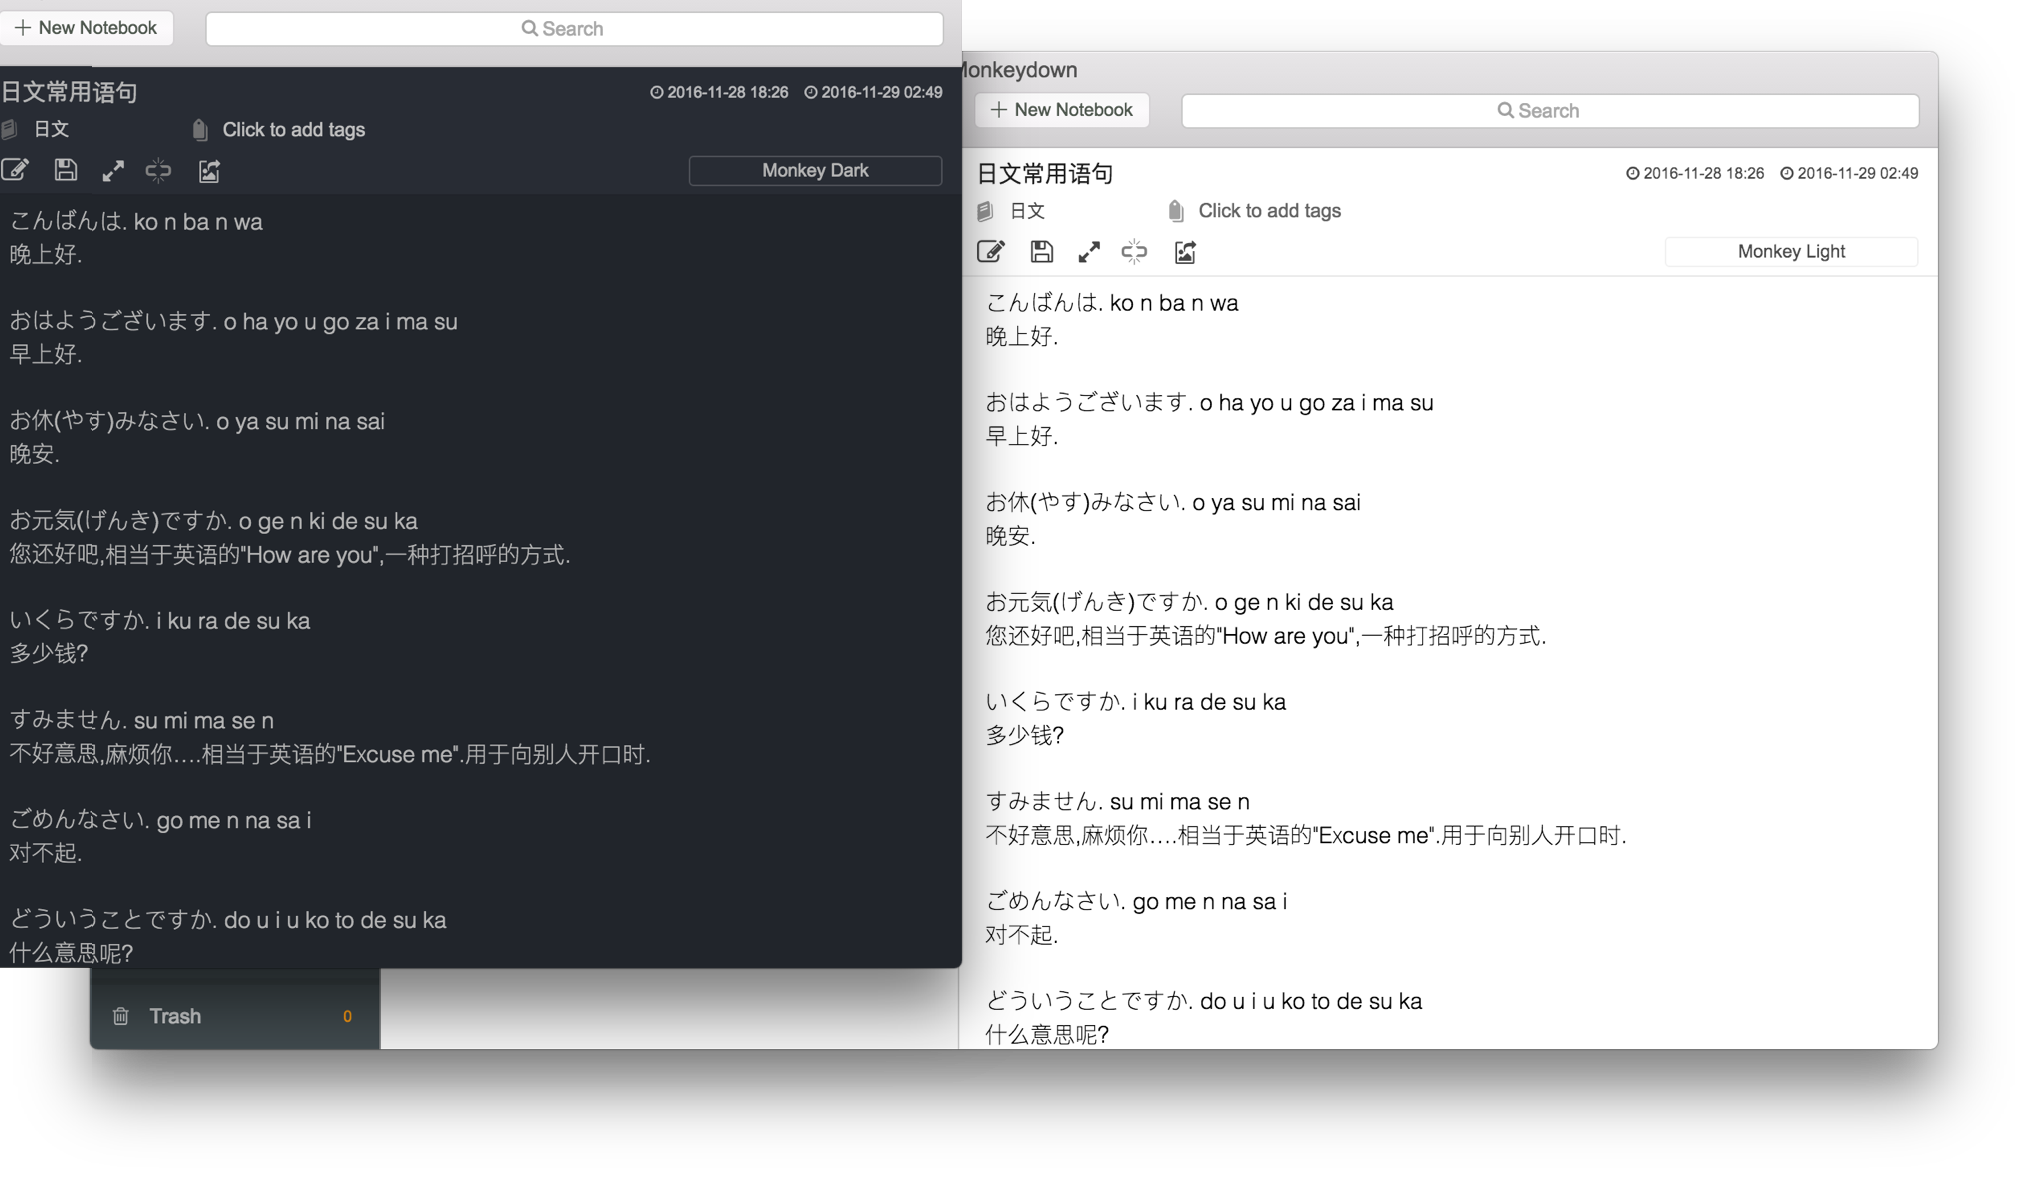 New Notebook
Search
日文常用语句
2016-11-28 18:26 2016-11-29 02:49
日文 Click to add tags
Monkey Dark
こんばんは. ko n ba n wa
晚上好.
おはようございます. o ha yo u go za i ma su
早上好.
お休(やす)みなさい. o ya su mi na sai
晚安.
お元気(げんき)ですか. o ge n ki de su ka
您还好吧,相当于英语的"How are you",一种打招呼的方式.
いくらですか. i ku ra de su ka
多少钱?
すみません. su mi ma se n
不好意思,麻烦你....相当于英语的"Excuse me".用于向别人开口时.
ごめんなさい. go me n na sa i
对不起.
どういうことですか. do u i u ko to de su ka
什么意思呢?
Trash 0
onkeydown
New Notebook
Search
日文常用语句
2016-11-28 18:26 2016-11-29 02:49
日文 Click to add tags
Monkey Light
こんばんは. ko n ba n wa
晚上好.
おはようございます. o ha yo u go za i ma su
早上好.
お休(やす)みなさい. o ya su mi na sai
晚安.
お元気(げんき)ですか. o ge n ki de su ka
您还好吧,相当于英语的"How are you",一种打招呼的方式.
いくらですか. i ku ra de su ka
多少钱?
すみません. su mi ma se n
不好意思,麻烦你....相当于英语的"Excuse me".用于向别人开口时.
ごめんなさい. go me n na sa i
对不起.
どういうことですか. do u i u ko to de su ka
什么意思呢?